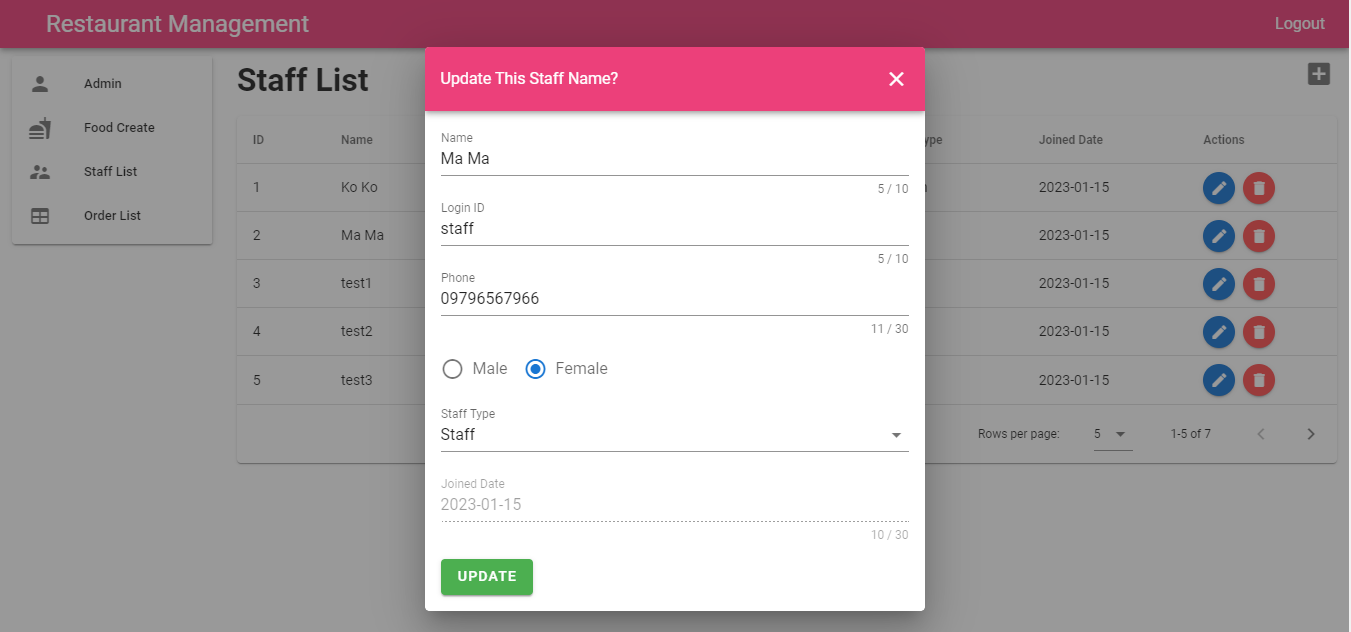 Restaurant Management
Logout
Admin
Food Create
Staff List
Order List
Staff List
ID Name Joined Date Actions
1 Ko Ko 2023-01-15
2 Ma Ma 2023-01-15
3 test1 2023-01-15
4 test2 2023-01-15
5 test3 2023-01-15
Rows per page: 5 1-5 of 7
Update This Staff Name?
Name
Ma Ma
5 / 10
Login ID
staff
5 / 10
Phone
09796567966
11 / 30
Male Female
Staff Type
Staff
Joined Date
2023-01-15
10 / 30
UPDATE